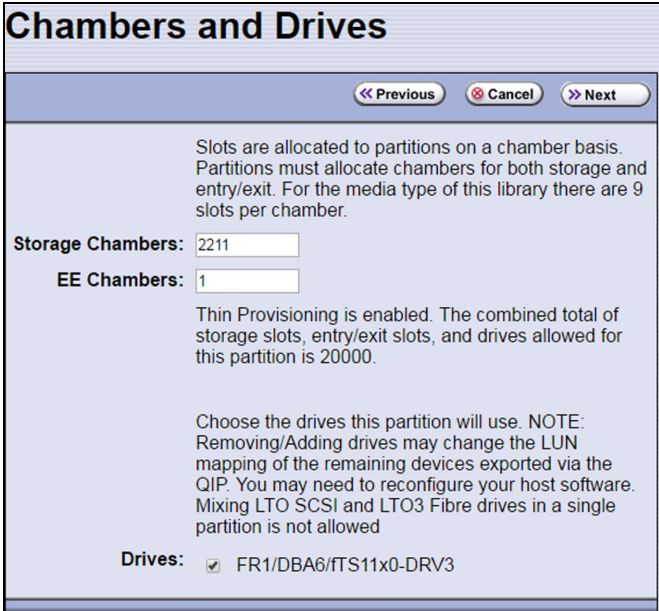 Chambers and Drives
Previous Cancel Next
Slots are allocated to partitions on a chamber basis.
Partitions must allocate chambers for both storage and
entry/exit. For the media type of this library there are 9
slots per chamber.
Storage Chambers: 2211
EE Chambers: 1
Thin Provisioning is enabled. The combined total of
storage slots, entry/exit slots, and drives allowed for
this partition is 20000.
Choose the drives this partition will use. NOTE:
Removing/Adding drives may change the LUN
mapping of the remaining devices exported via the
QIP. You may need to reconfigure your host software.
Mixing LTO SCSI and LTO3 Fibre drives in a single
partition is not allowed
Drives: FR1/DBA6/fTS11x0-DRV3